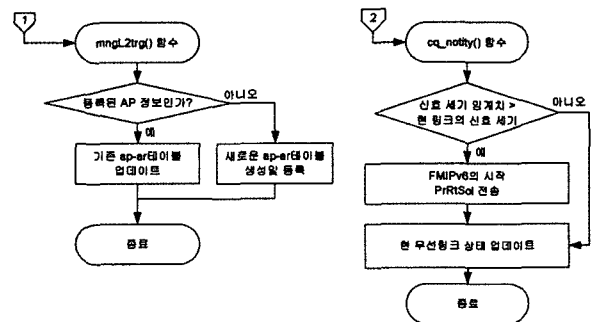 1
mngL2trg() 함수
등록된 AP 정보인가?
아니오
예
기존 ap-ar테이블
업데이트
새로운 ap-ar테이블
생성및 등록
종료
2
cq_notity() 함수
신호 세기 임계치 >
현 링크의 신호 세기
아니오
예
FMIPv6의 시작
PrRtSol 전송
현 무선링크 상태 업데이트
종료